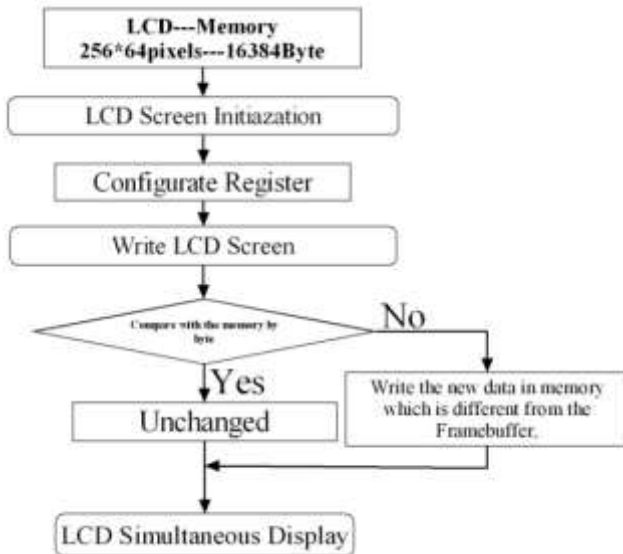 LCD---Memory
256*64pixels---16384Byte
LCD Screen Initiazation
Configurate Register
Write LCD Screen
Compare with the memory by
byte
No
Yes
Write the new data in memory
which is different from the
Framebuffer.
Unchanged
LCD Simultaneous Display